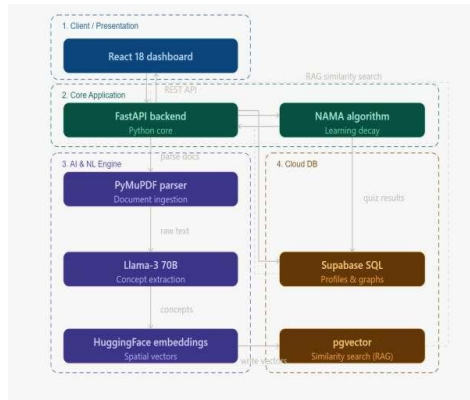 1. Client / Presentation
React 18 dashboard
REST API
RAG similarity search
2. Core Application
FastAPI backend
Python core
NAMA algorithm
Learning decay
3. AI & NL Engine
parse docs
4. Cloud DB
PyMuPDF parser
Document ingestion
quiz results
raw text
Llama-3 70B
Concept extraction
Supabase SQL
Profiles & graphs
concepts
HuggingFace embeddings
Spatial vectors
write vectors
pgvector
Similarity search (RAG)